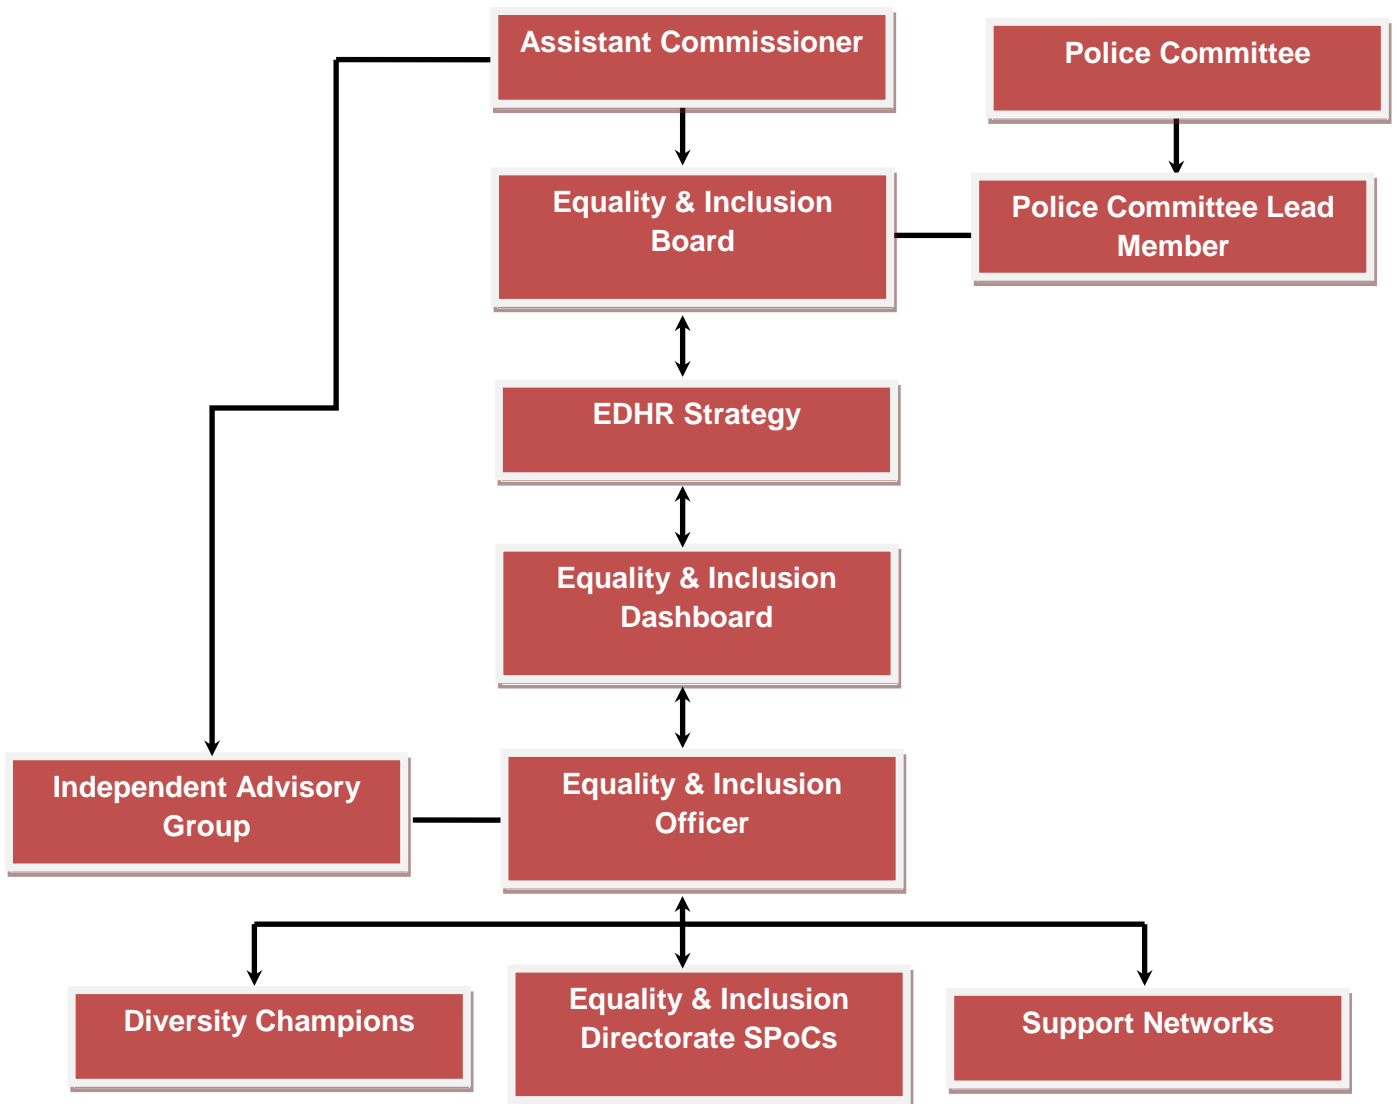 Assistant Commissioner
Police Committee
Equality & Inclusion
Board
Police Committee Lead
Member
EDHR Strategy
Equality & Inclusion
Dashboard
Independent Advisory
Group
Equality & Inclusion
Officer
Diversity Champions
Equality & Inclusion
Directorate SPoCs
Support Networks